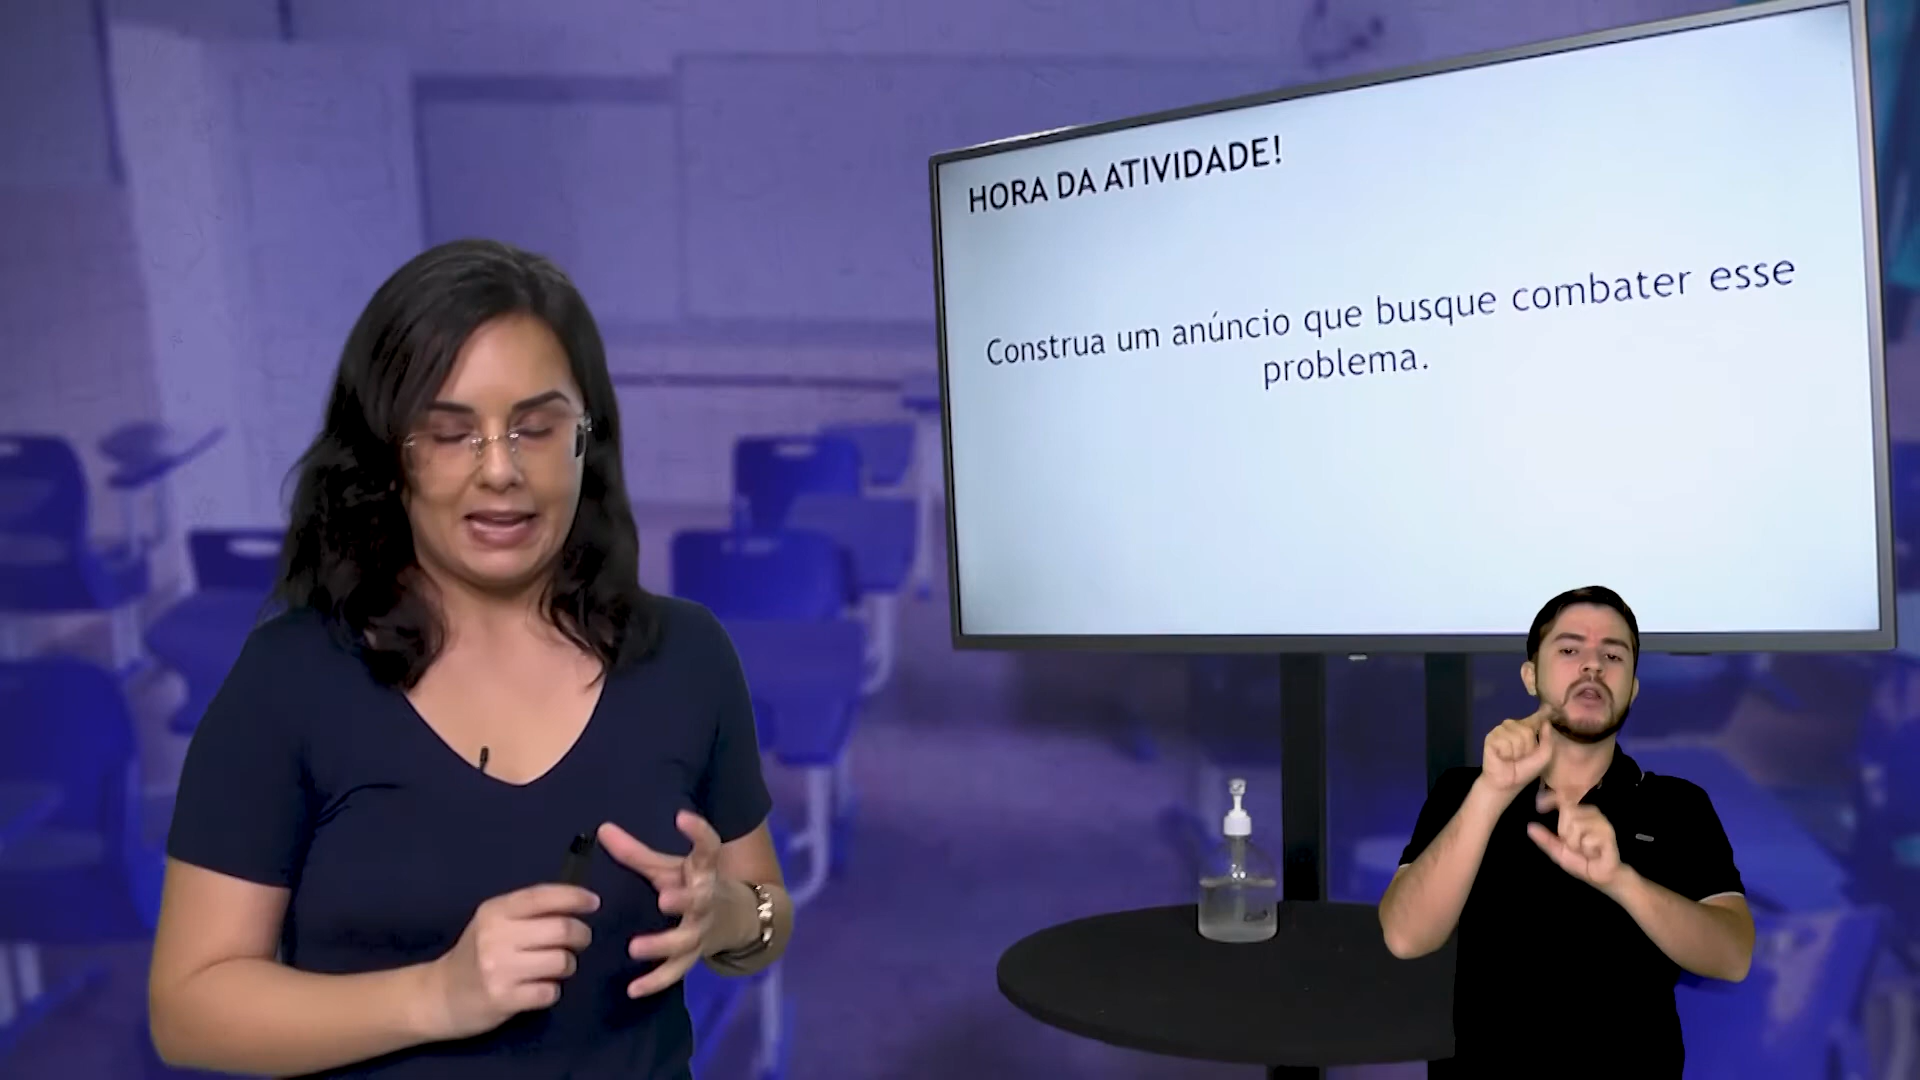 HORA DA ATIVIDADE!
Construa um anúncio que busque combater esse
problema.